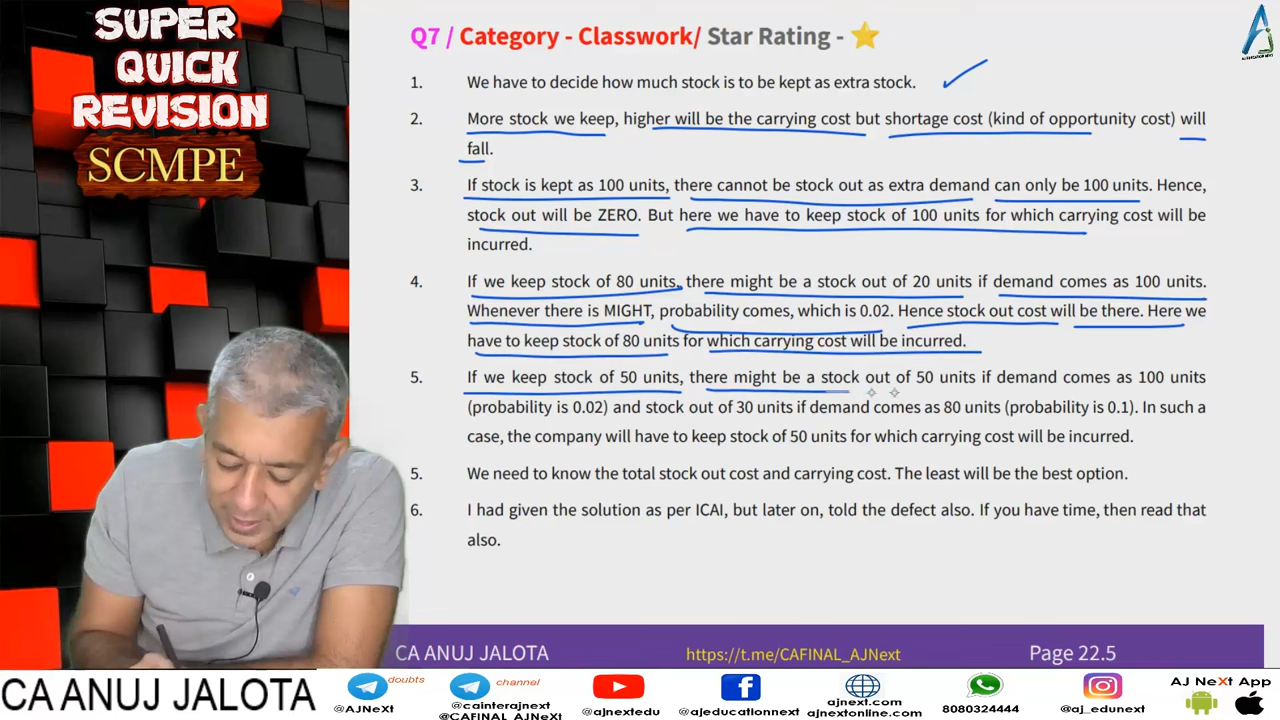 SUPER
QUICK
REVISION
SCMPE
Q7 / Category - Classwork/ Star Rating - 
1. We have to decide how much stock is to be kept as extra stock.
2. More stock we keep, higher will be the carrying cost but shortage cost (kind of opportunity cost) will
fall.
3. If stock is kept as 100 units, there cannot be stock out as extra demand can only be 100 units. Hence,
stock out will be ZERO. But here we have to keep stock of 100 units for which carrying cost will be
incurred.
4. If we keep stock of 80 units, there might be a stock out of 20 units if demand comes as 100 units.
Whenever there is MIGHT, probability comes, which is 0.02. Hence stock out cost will be there. Here we
have to keep stock of 80 units for which carrying cost will be incurred.
5. If we keep stock of 50 units, there might be a stock out of 50 units if demand comes as 100 units
(probability is 0.02) and stock out of 30 units if demand comes as 80 units (probability is 0.1). In such a
case, the company will have to keep stock of 50 units for which carrying cost will be incurred.
5. We need to know the total stock out cost and carrying cost. The least will be the best option.
6. I had given the solution as per ICAI, but later on, told the defect also. If you have time, then read that
also.
CA ANUJ JALOTA https://t.me/CAFINAL_AJNext Page 22.5
CA ANUJ JALOTA
doubts
@AJNeXt
channel
@cainterajnext
@CAFINAL_AJNeXt
@ajnextedu
@ajeducationnext
ajnext.com
ajnextonline.com
8080324444
@aj_edunext
AJ NeXt App